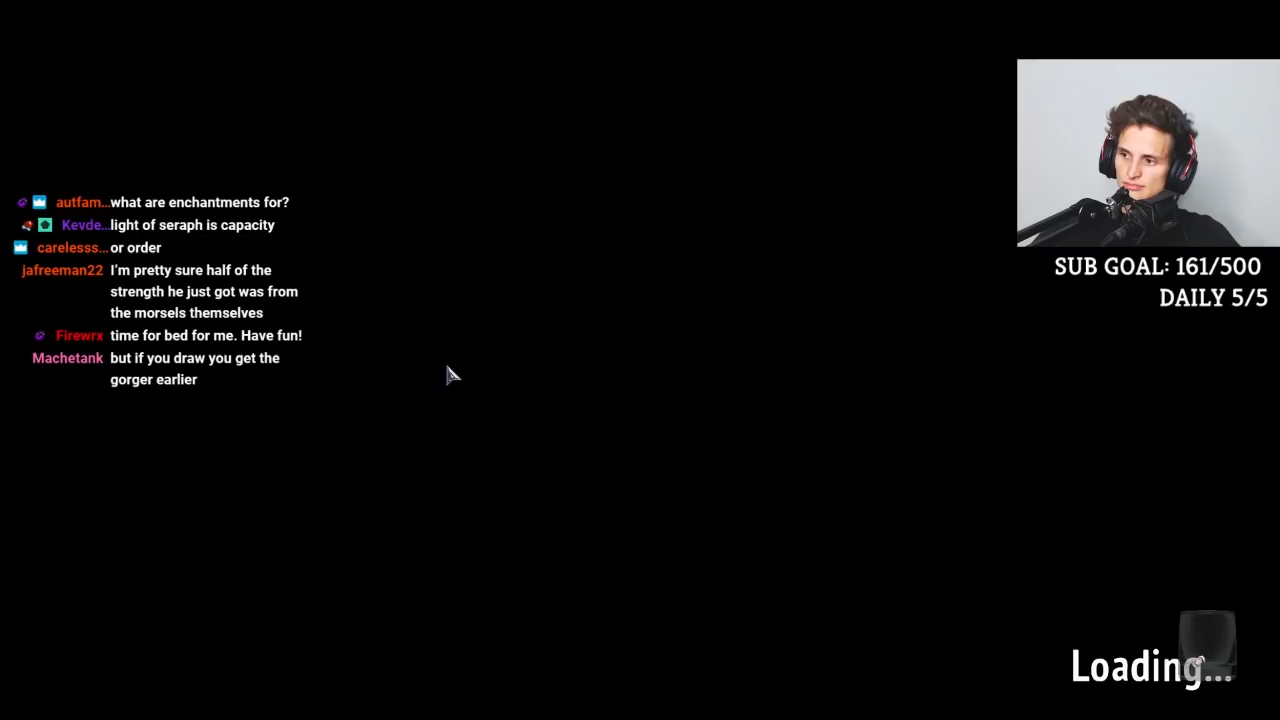 autfam...what are enchantments for?
Kevde...light of seraph is capacity
carelesss...or order
jafreeman22 I'm pretty sure half of the
strength he just got was from
the morsels themselves
Firewrx time for bed for me. Have fun!
Machetank but if you draw you get the
gorger earlier
SUB GOAL: 161/500
DAILY 5/5
Loading...